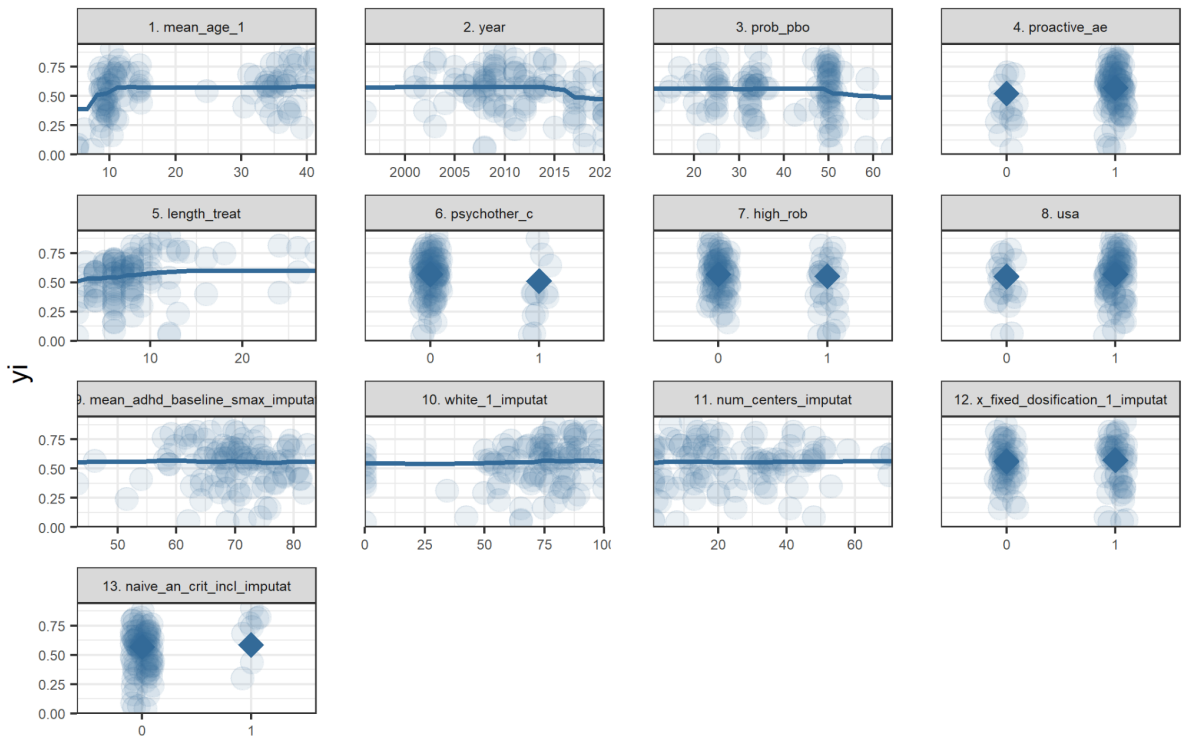 1. mean_age_1
2. year
3. prob_pbo
4. proactive_ae
0.75
0.50
0.25
0.00
10 20 30 40
2000 2005 2010 2015 202
20 30 40 50 60
0 1
5. length_treat
6. psychother_c
7. high_rob
8. usa
0.75
0.50
0.25
0.00
10 20
0 1
0 1
0 1
yi
9. mean_adhd_baseline_smax_imputat
10. white_1_imputat
11. num_centers_imputat
12. x_fixed_dosification_1_imputat
0.75
0.50
0.25
0.00
50 60 70 80
0 25 50 75 100
20 40 60
0 1
13. naive_an_crit_incl_imputat
0.75
0.50
0.25
0.00
0 1